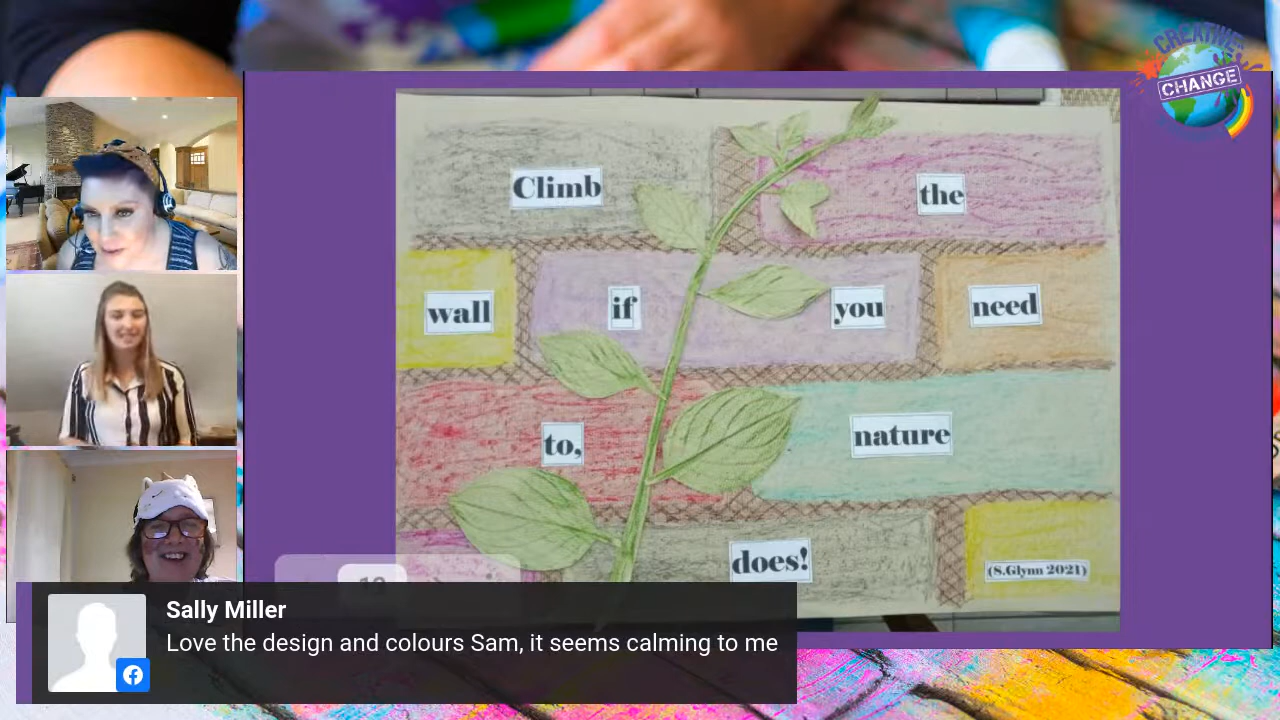 CREATIVE
CHANGE
Climb the
wall if you need
to, nature
does!
(S.Glynn 2021)
Sally Miller
Love the design and colours Sam, it seems calming to me